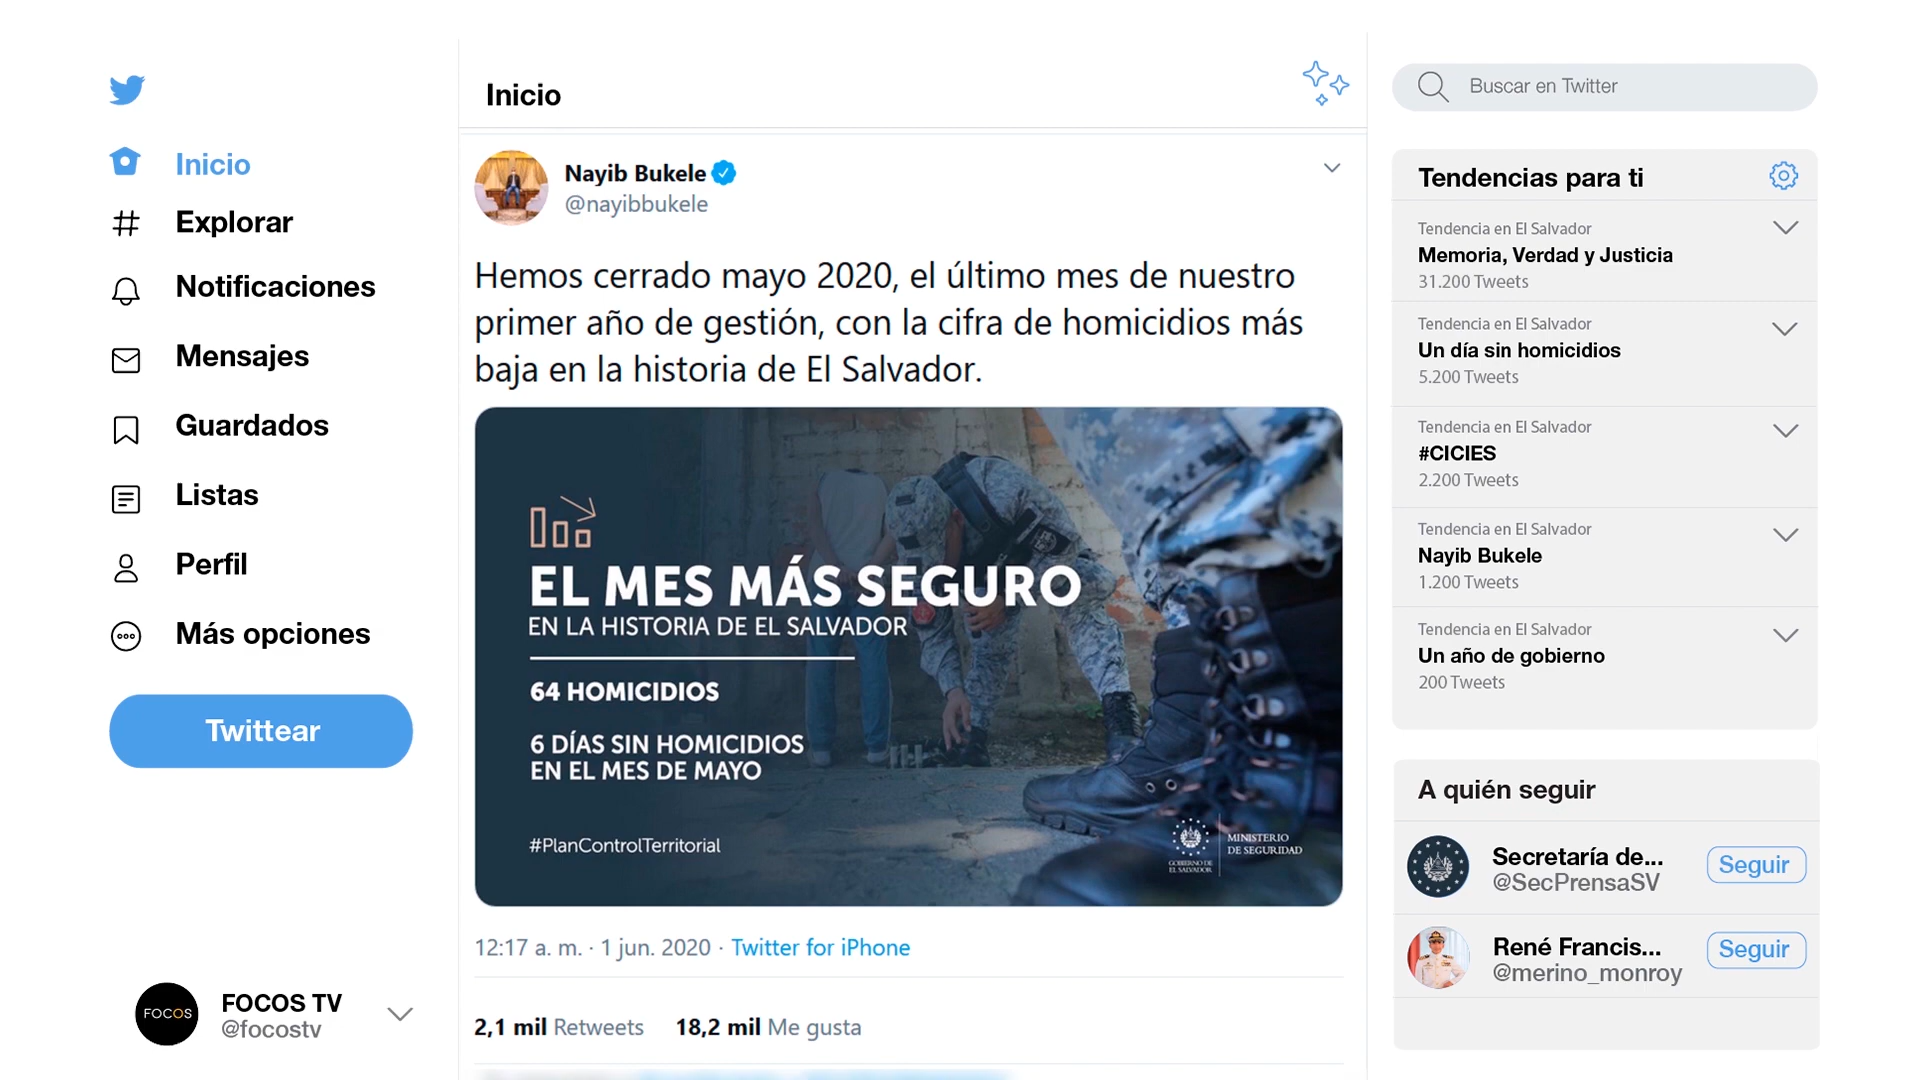 Inicio
Explorar
Notificaciones
Mensajes
Guardados
Listas
Perfil
Más opciones
Twittear
FOCOS
FOCOS TV
@focostv
Inicio
Nayib Bukele
@nayibbukele
Hemos cerrado mayo 2020, el último mes de nuestro
primer año de gestión, con la cifra de homicidios más
baja en la historia de El Salvador.
EL MES MÁS SEGURO
EN LA HISTORIA DE EL SALVADOR
64 HOMICIDIOS
6 DÍAS SIN HOMICIDIOS
EN EL MES DE MAYO
#PlanControlTerritorial
GOBIERNO DE
EL SALVADOR
MINISTERIO
DE SEGURIDAD
12:17 a. m. · 1 jun. 2020 · Twitter for iPhone
2,1 mil Retweets 18,2 mil Me gusta
Buscar en Twitter
Tendencias para ti
Tendencia en El Salvador
Memoria, Verdad y Justicia
31.200 Tweets
Tendencia en El Salvador
Un día sin homicidios
5.200 Tweets
Tendencia en El Salvador
#CICIES
2.200 Tweets
Tendencia en El Salvador
Nayib Bukele
1.200 Tweets
Tendencia en El Salvador
Un año de gobierno
200 Tweets
A quién seguir
Secretaría de...
@SecPrensaSV
Seguir
René Francis...
@merino_monroy
Seguir